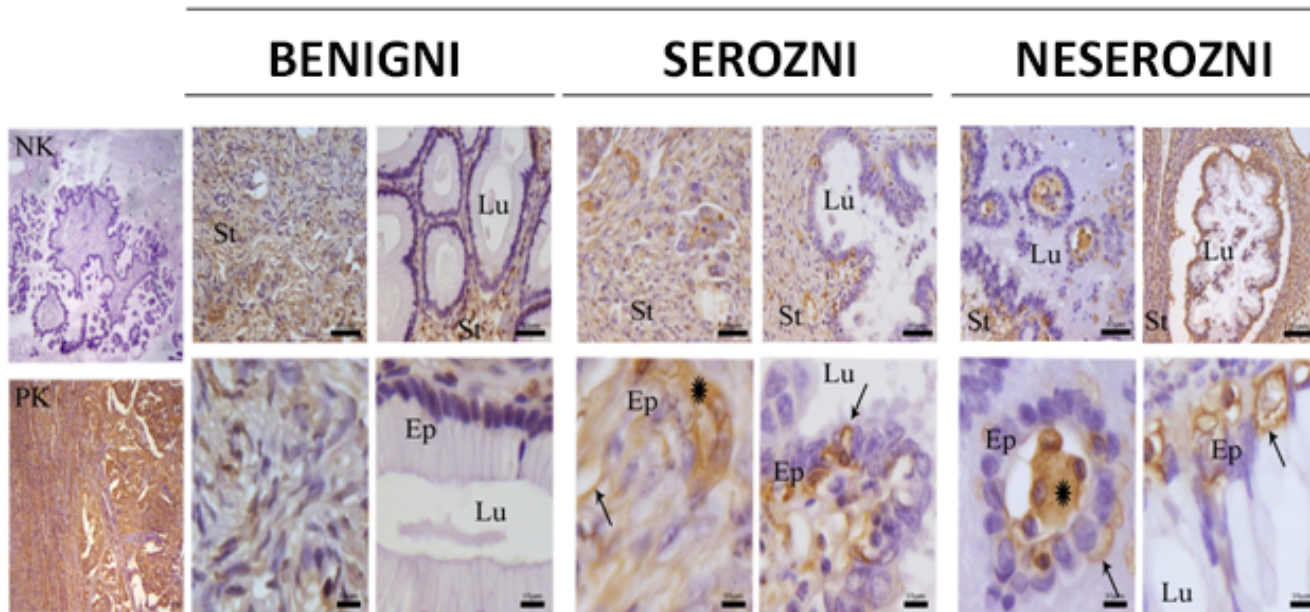 BENIGNI SEROZNI NESEROZNI
NK
St Lu St
St Lu St
Lu St
Lu St
PK
Ep Lu
Ep
Lu Ep
Ep
Ep Lu